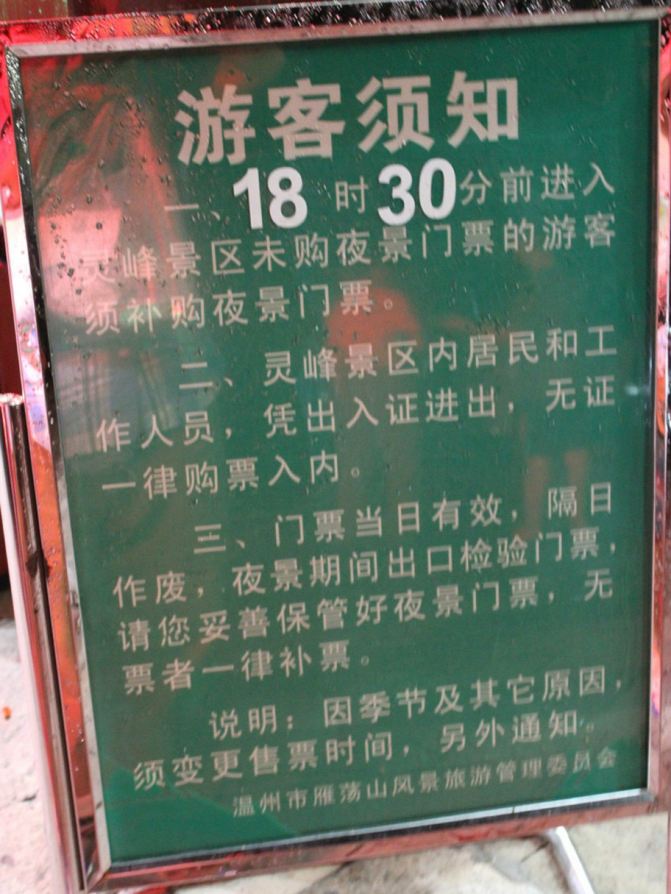 游客须知
一、18时30分前进入
灵峰景区未购夜景门票的游客
须补购夜景门票。
二、灵峰景区内居民和工
作人员，凭出入证进出，无证
一律购票入内。
三、门票当日有效，隔日
作废，夜景期间出口检验门票，
请您妥善保管好夜景门票，无
票者一律补票。
说明：因季节及其它原因，
须变更售票时间，另外通知。
温州市雁荡山风景旅游管理委员会